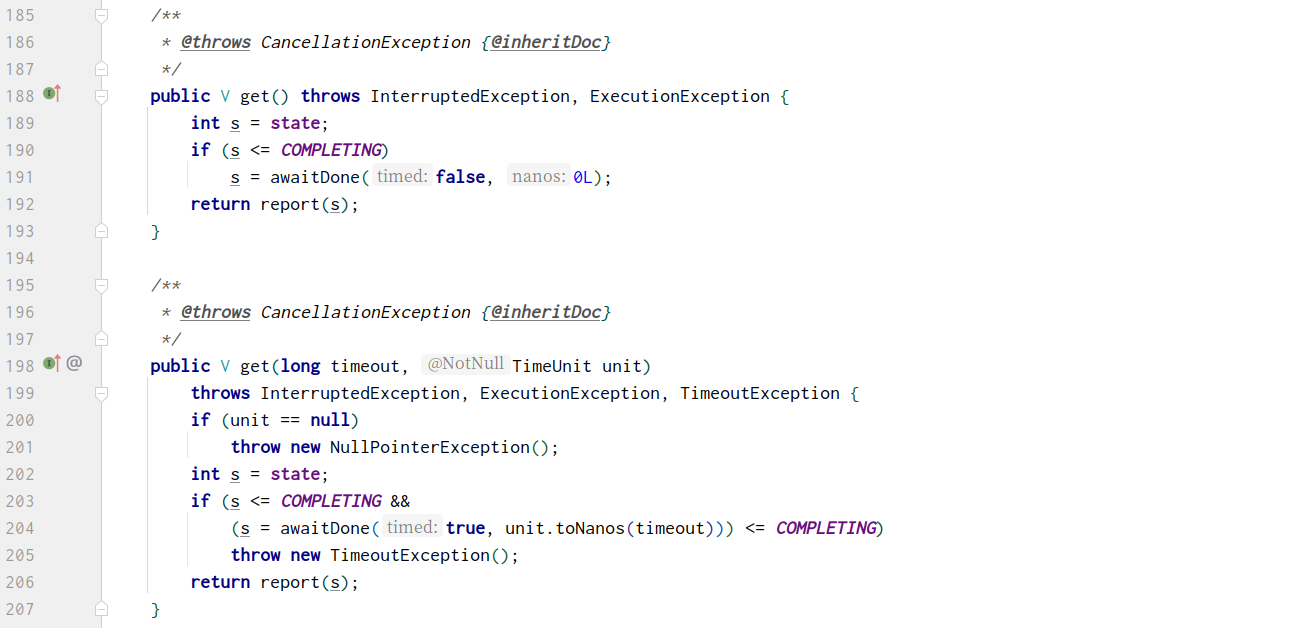 185 /**
186  * @throws CancellationException {@inheritDoc}
187  */
188 public V get() throws InterruptedException, ExecutionException {
189     int s = state;
190     if (s <= COMPLETING)
191         s = awaitDone( timed: false, nanos: 0L);
192     return report(s);
193 }
194
195 /**
196  * @throws CancellationException {@inheritDoc}
197  */
198 @ public V get(long timeout, @NotNull TimeUnit unit)
199     throws InterruptedException, ExecutionException, TimeoutException {
200     if (unit == null)
201         throw new NullPointerException();
202     int s = state;
203     if (s <= COMPLETING &&
204         (s = awaitDone( timed: true, unit.toNanos(timeout))) <= COMPLETING)
205         throw new TimeoutException();
206     return report(s);
207 }